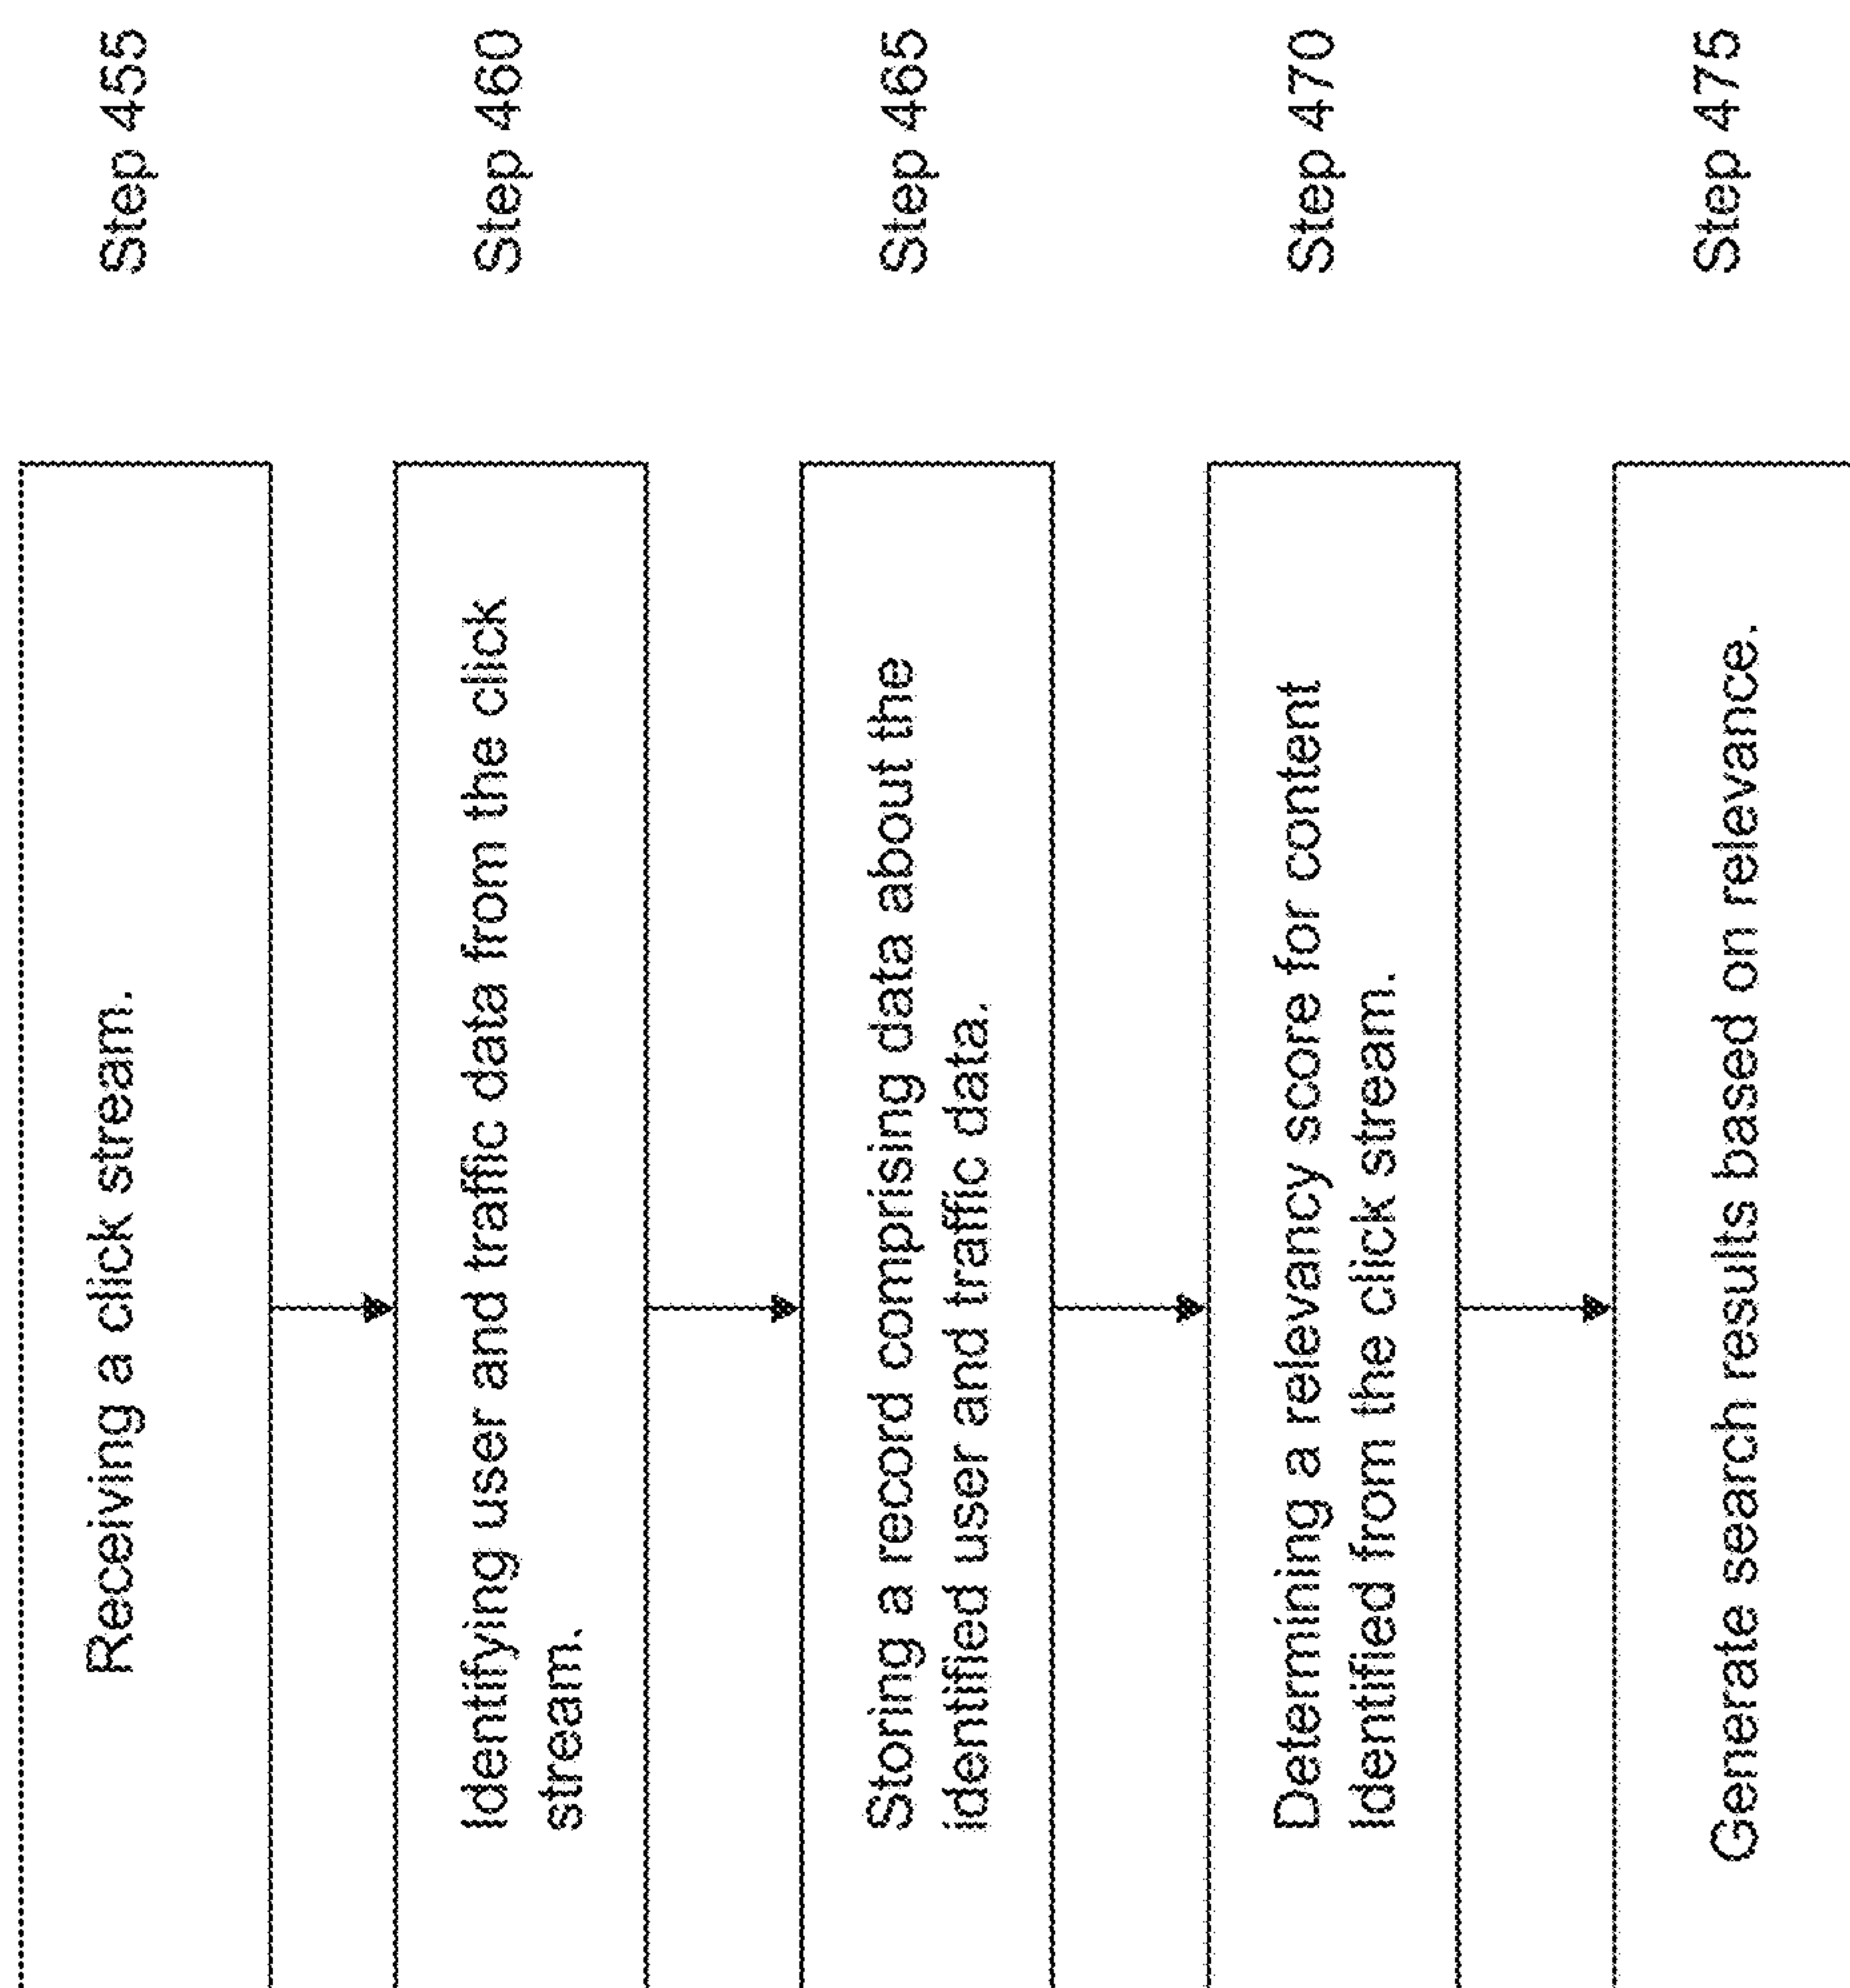 Receiving a click stream.
Step 455
Identifying user and traffic data from the click
stream.
Step 460
Storing a record comprising data about the
identified user and traffic data.
Step 465
Determining a relevancy score for content
Identified from the click stream.
Step 470
Generate search results based on relevance.
Step 475